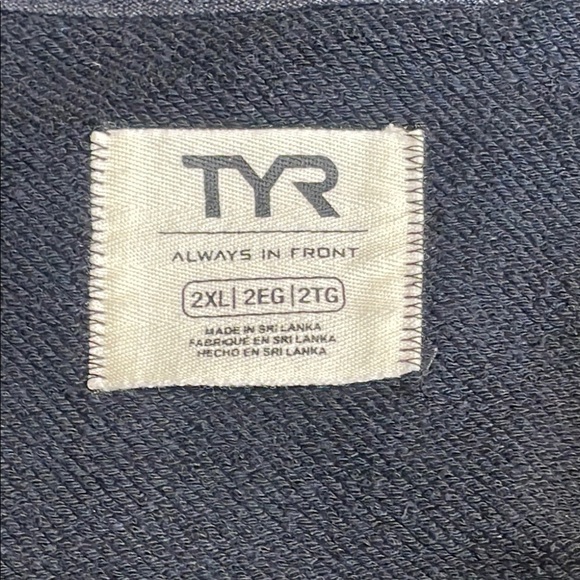 TYR
ALWAYS IN FRONT
2XL|2EG|2TG
MADE IN SRI LANKA
FABRIQUÉ EN SRI LANKA
HECHO EN SRI LANKA